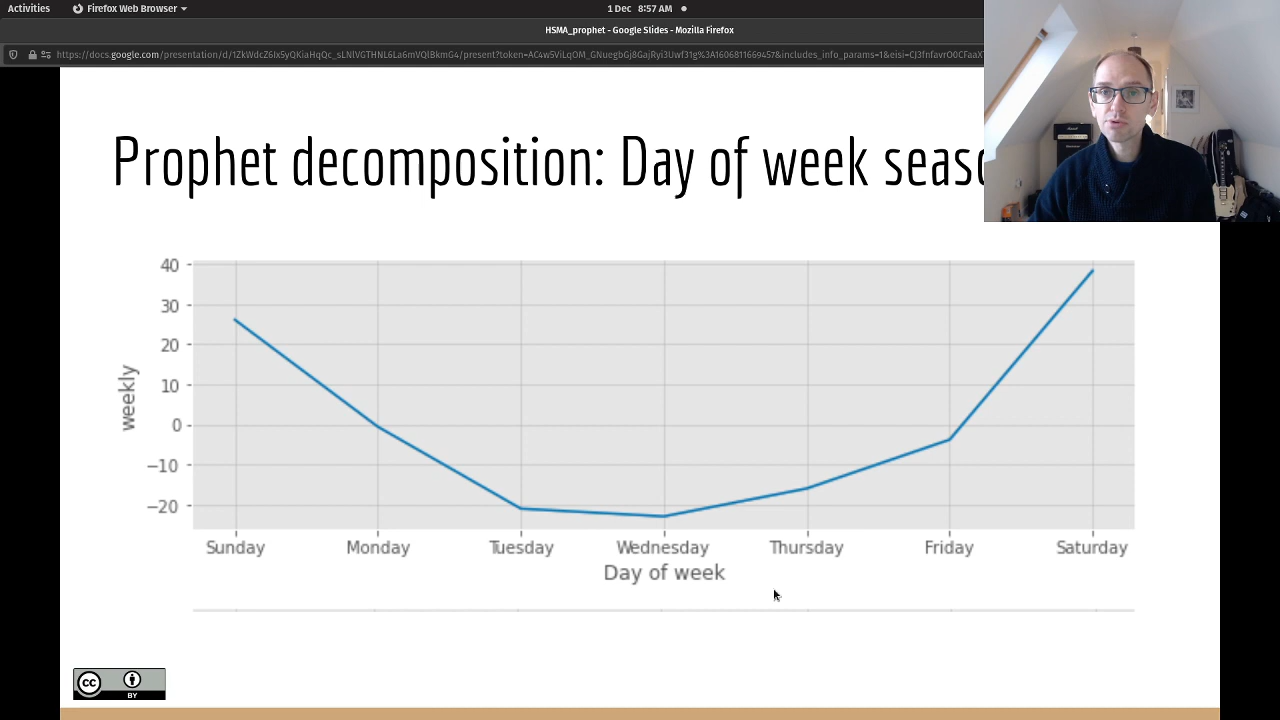 Activities
Firefox Web Browser
1 Dec 8:57 AM
HSMA_prophet - Google Slides - Mozilla Firefox
Prophet decomposition: Day of week seaso
40
30
20
10
0
−10
−20
weekly
Sunday Monday Tuesday Wednesday Thursday Friday Saturday
Day of week
cc BY